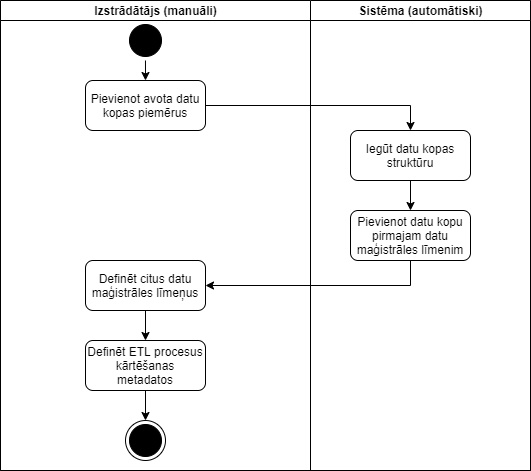 Izstrādātājs (manuāli)
Sistēma (automātiski)
Pievienot avota datu
kopas piemērus
Iegūt datu kopas
struktūru
Pievienot datu kopu
pirmajam datu
maģistrāles līmenim
Definēt citus datu
maģistrāles līmeņus
Definēt ETL procesus
kārtēšanas
metadatos